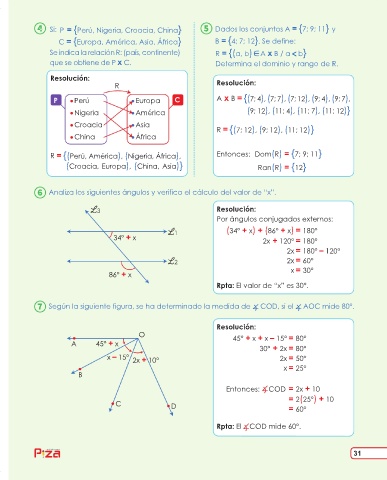 4 Si: P = {Perú, Nigeria, Croacia, China}
C = {Europa, América, Asia, África}
Se indica la relación R: (país, continente)
que se obtiene de P x C.
Resolución:
R
P
C
• Perú
• Nigeria
• Croacia
• China
• Europa
• América
• Asia
• África
R = {(Perú, América), (Nigeria, África),
(Croacia, Europa), (China, Asia)}
5 Dados los conjuntos A = {7; 9; 11} y
B = {4; 7; 12}. Se define:
R = {(a, b) ∈ A x B / a < b}
Determina el dominio y rango de R.
Resolución:
A x B = {(7; 4), (7;7), (7; 12), (9; 4), (9;7),
(9; 12), (11; 4), (11; 7), (11; 12)}
R = {(7; 12), (9; 12), (11; 12)}
Entonces: Dom(R) = {7; 9; 11}
Ran(R) = {12}
6 Analiza los siguientes ángulos y verifica el cálculo del valor de "x".
ℒ3
ℒ1
34° + x
ℒ2
86° + x
Resolución:
Por ángulos conjugados externos:
(34° + x) + (86° + x) = 180°
2x + 120° = 180°
2x = 180° – 120°
2x = 60°
x = 30°
Rpta: El valor de "x" es 30°.
7 Según la siguiente figura, se ha determinado la medida de ∡ COD, si el ∡ AOC mide 80°.
O
A
45° + x
x – 15°
2x + 10°
B
C
D
Resolución:
45° + x + x – 15° = 80°
30° + 2x = 80°
2x = 50°
x = 25°
Entonces: ∡COD = 2x + 10
= 2(25°) + 10
= 60°
Rpta: El ∡COD mide 60°.
31